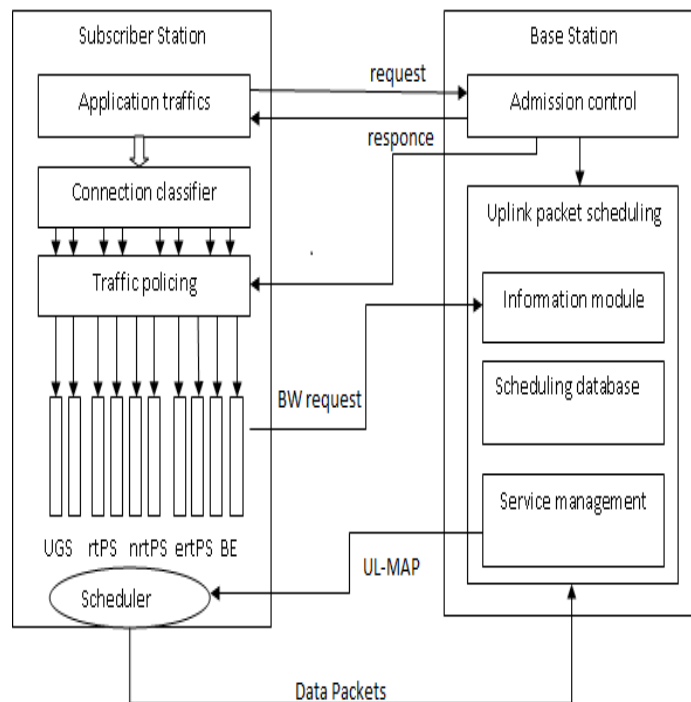 Subscriber Station
Base Station
request
Application traffics
Admission control
responce
Connection classifier
Uplink packet scheduling
Traffic policing
Information module
BW request
Scheduling database
Service management
UGS rtPS nrtPS ertPS BE
UL-MAP
Scheduler
Data Packets